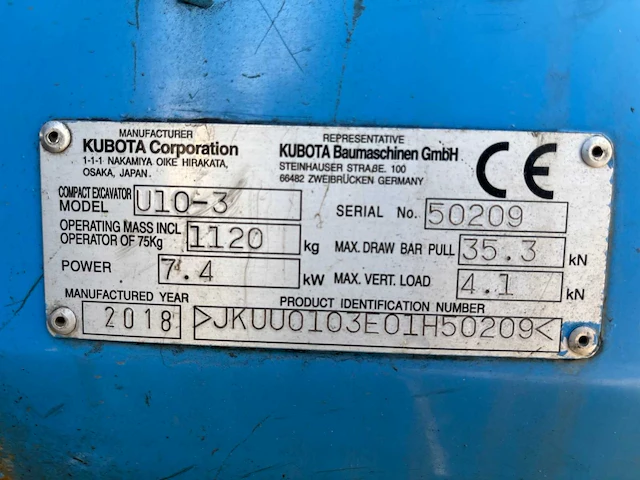 MANUFACTURER
KUBOTA Corporation
1-1-1 NAKAMIYA OIKE HIRAKATA,
OSAKA, JAPAN.
REPRESENTATIVE
KUBOTA Baumaschinen GmbH
STEINHAUSER STRAßE. 100
66482 ZWEIBRÜCKEN GERMANY
CE
COMPACT EXCAVATOR
MODEL U10-3
SERIAL No. 50209
OPERATING MASS INCL
OPERATOR OF 75Kg 1120 kg
MAX. DRAW BAR PULL 35.3 kN
POWER 7.4 kW
MAX. VERT. LOAD 4.1 kN
MANUFACTURED YEAR
2018
PRODUCT IDENTIFICATION NUMBER
>JKUU0103E01H50209<